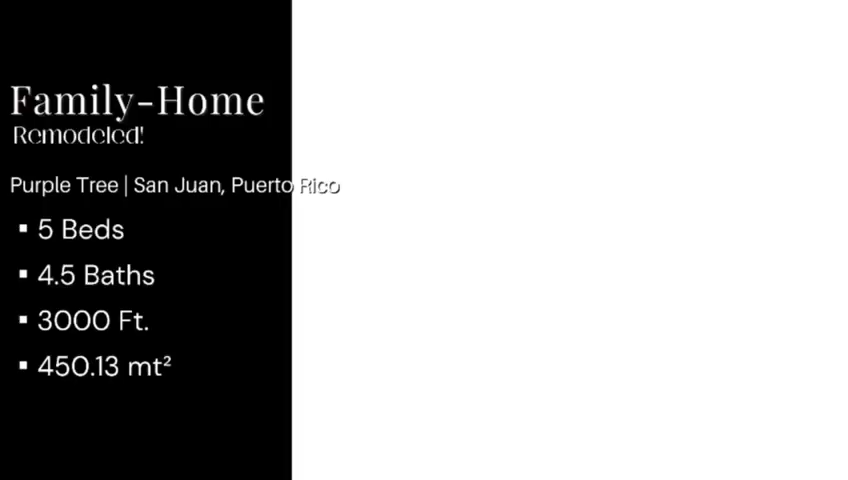 Family-Home
Remodeled!
Purple Tree | San Juan, Puerto Rico
▪ 5 Beds
▪ 4.5 Baths
▪ 3000 Ft.
▪ 450.13 mt²